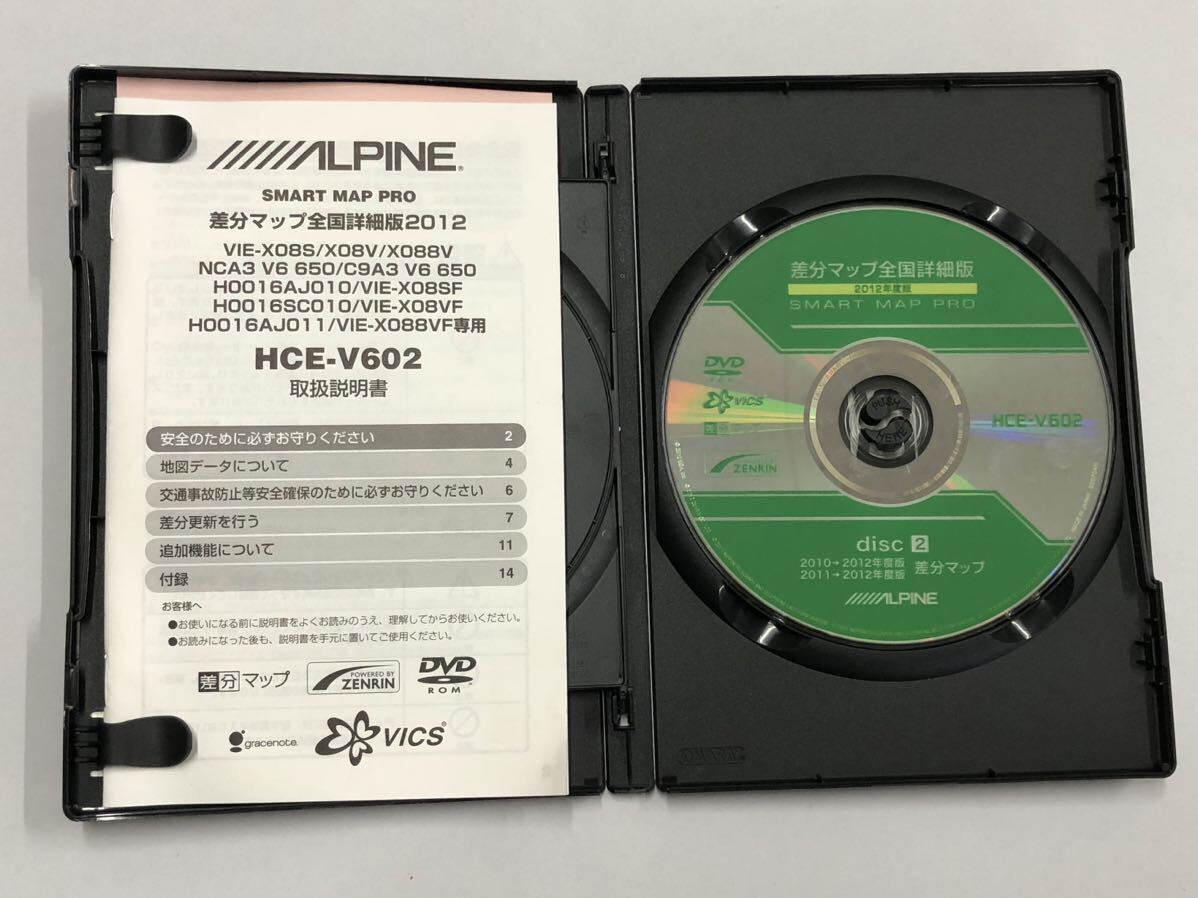 ALPINE®
SMART MAP PRO
差分マップ全国詳細版2012
VIE-X08S/X08V/X088V
NCA3 V6 650/C9A3 V6 650
H0016AJ010/VIE-X08SF
H0016SC010/VIE-X08VF
H0016AJ011/VIE-X088VF専用
HCE-V602
取扱説明書
安全のために必ずお守りください 2
地図データについて 4
交通事故防止等安全確保のために必ずお守りください 6
差分更新を行う 7
追加機能について 11
付録 14
お客様へ
●お使いになる前に説明書をよくお読みのうえ、理解してからお使いください。
●お読みになった後も、説明書を手元に置いてご使用ください。
差分マップ
POWERED BY
ZENRIN
DVD
ROM
gracenote.
VICS®
差分マップ全国詳細版
2012年度版
SMART MAP PRO
DVD
ROM
VICS
差分
ZENRIN
HCE-V602
PUSH
HERE
disc 2
2010→2012年度版
2011→2012年度版
差分マップ
ALPINE